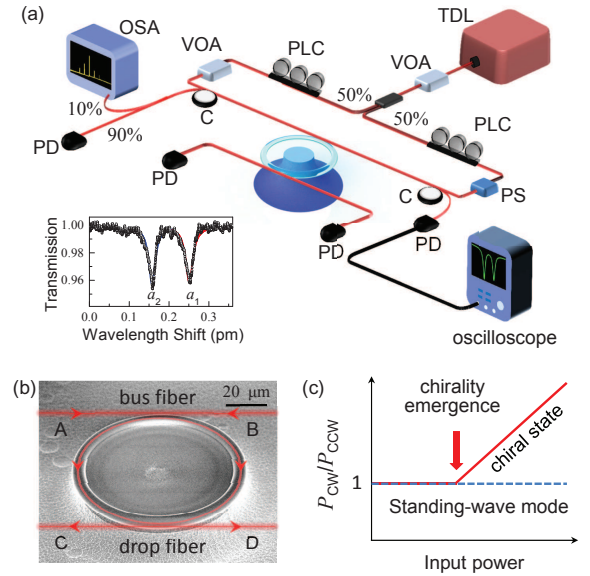 (a)
OSA
VOA
PLC
TDL
VOA
50%
50%
10%
90%
PLC
C
PD
PD
C
PS
PD
PD
oscilloscope
1.00
0.98
0.96
Transmission
a₂
a₁
0.0 0.1 0.2 0.3
Wavelength Shift (pm)
(b)
bus fiber
20 μm
A
B
C
D
drop fiber
(c)
chirality
emergence
chiral state
P_CW/P_CCW
1
Standing-wave mode
Input power